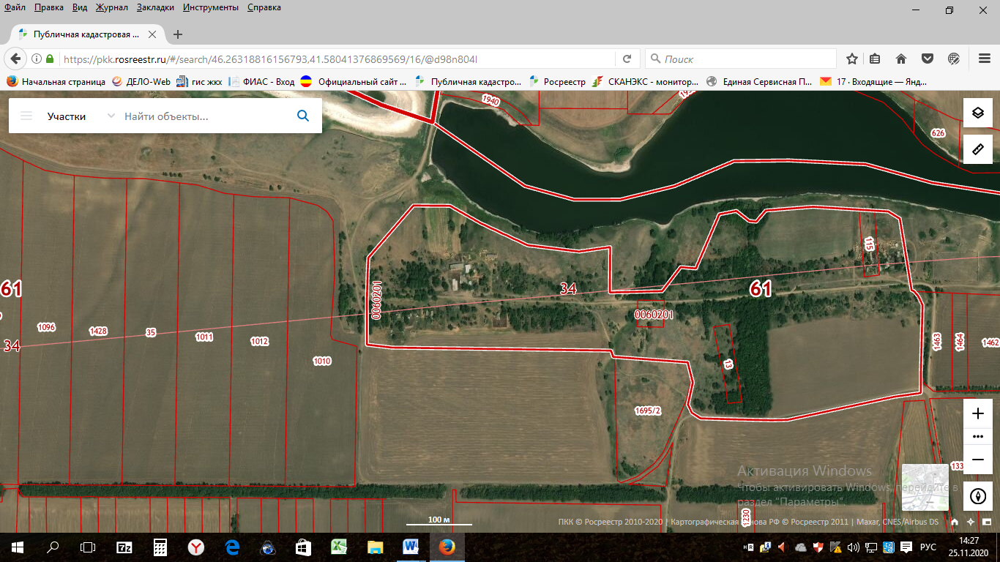 Файл Правка Вид Журнал Закладки Инструменты Справка
Публичная кадастровая ...
https://pkk.rosreestr.ru/#/search/46.26318816156793,41.58041376869569/16/@d98n804l
Поиск
Начальная страница ДЕЛО-Web гис жкх ФИАС - Вход Официальный сайт ... Публичная кадастро... Росреестр СКАНЭКС - монитор... Единая Сервисная П... 17 · Входящие — Янд...
Участки Найти объекты...
1940
626
115
61
34
61
0060201
0060201
34
1096
1428
35
1011
1012
1010
13
1463
1464
1462
1695/2
133
1230
Активация Windows
Чтобы активировать Windows, перейдите в
раздел "Параметры".
100 м
ПКК © Росреестр 2010-2020 | Картографическая основа РФ © Росреестр 2011 | Maxar, CNES/Airbus DS
РУС
14:27
25.11.2020